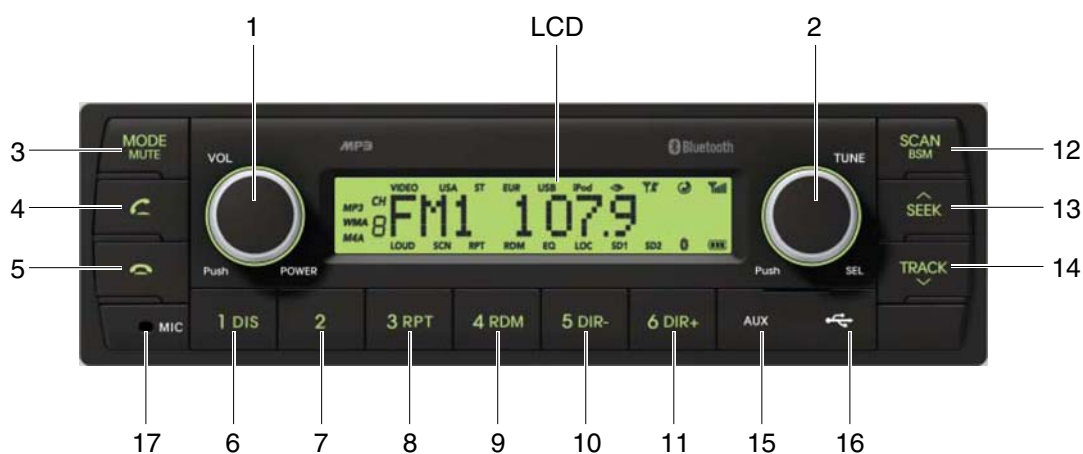 1 LCD 2
3 MODE MUTE
VOL
MP3
Bluetooth
TUNE
SCAN BSM 12
VIDEO USA ST EUR USB iPod
4
MP3 CH
WMA 8
M4A
FM1 107.9
SEEK 13
LOUD SCN RPT RDM EQ LOC SD1 SD2
5
Push POWER
Push SEL
TRACK 14
MIC
1 DIS
2
3 RPT
4 RDM
5 DIR-
6 DIR+
AUX
17 6 7 8 9 10 11 15 16